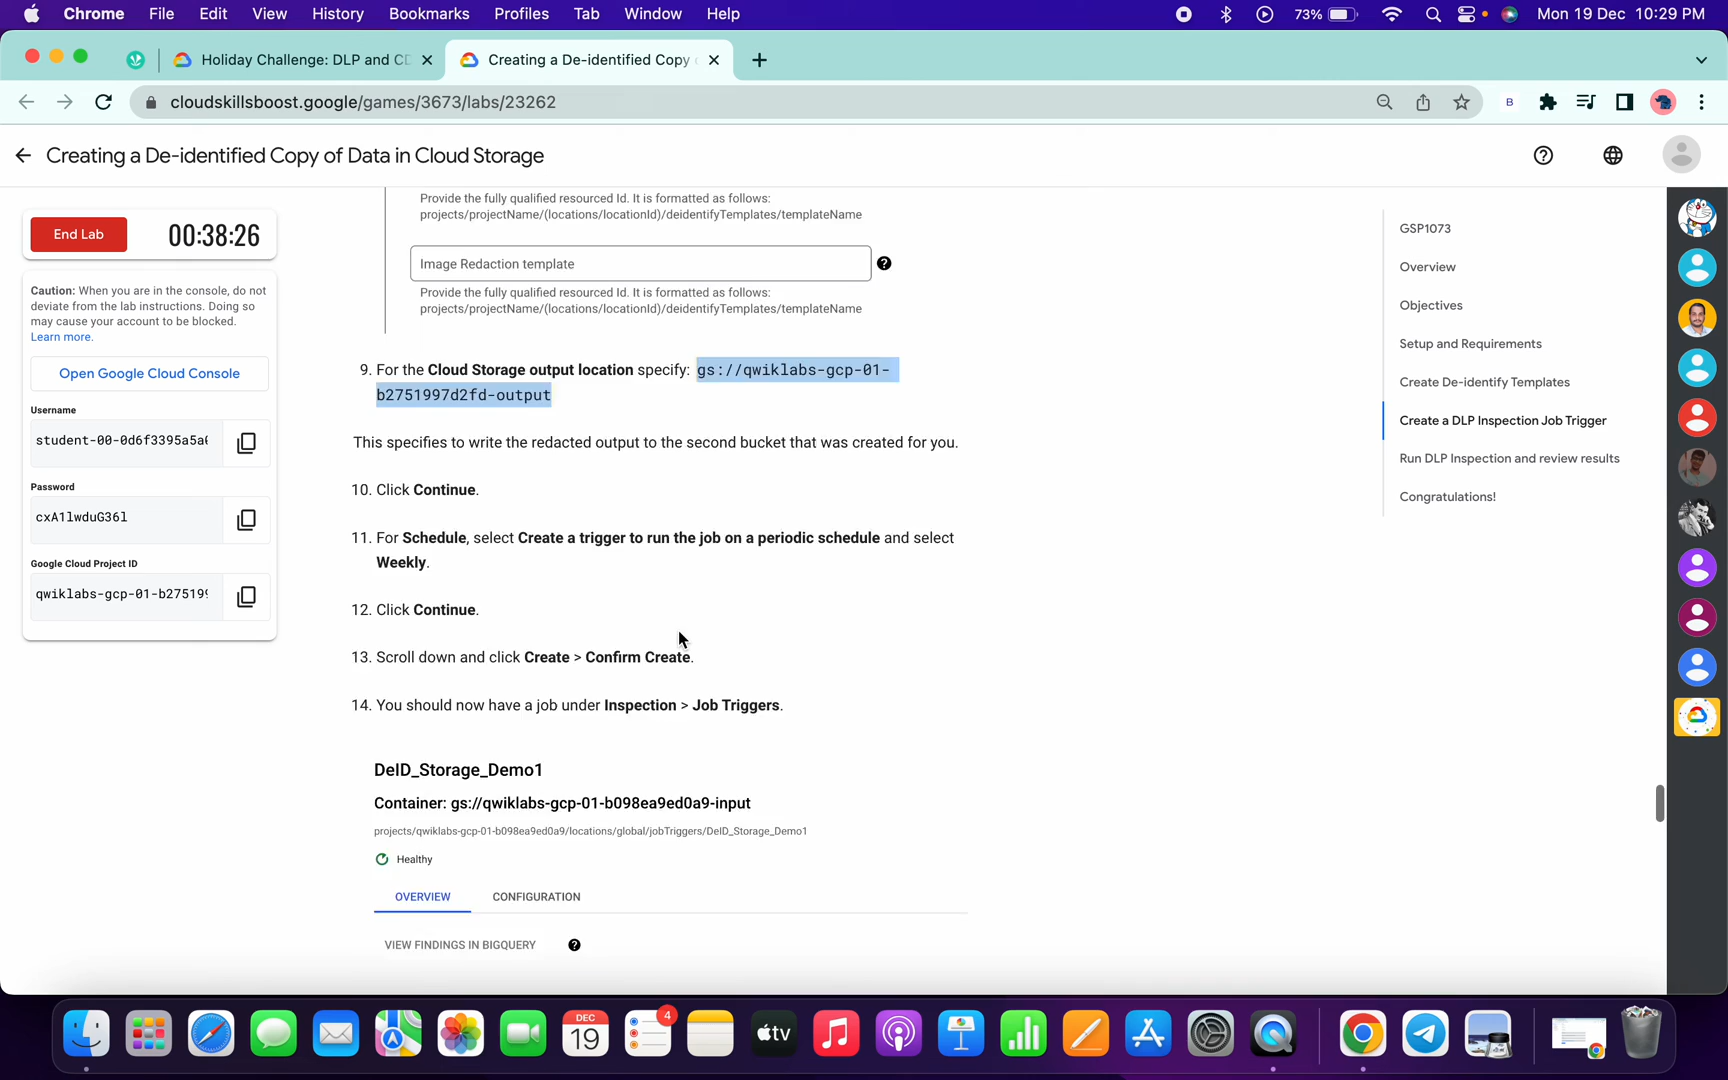 Chrome File Edit View History Bookmarks Profiles Tab Window Help 73% Mon 19 Dec 10:29 PM
Holiday Challenge: DLP and CD Creating a De-identified Copy
cloudskillsboost.google/games/3673/labs/23262
B
Creating a De-identified Copy of Data in Cloud Storage
End Lab 00:38:26
Caution: When you are in the console, do not
deviate from the lab instructions. Doing so
may cause your account to be blocked.
Learn more.
Open Google Cloud Console
Username
student-00-0d6f3395a5a
Password
cxA1lwduG36l
Google Cloud Project ID
qwiklabs-gcp-01-b27519
Provide the fully qualified resourced Id. It is formatted as follows:
projects/projectName/(locations/locationId)/deidentifyTemplates/templateName
Image Redaction template
Provide the fully qualified resourced Id. It is formatted as follows:
projects/projectName/(locations/locationId)/deidentifyTemplates/templateName
9. For the Cloud Storage output location specify: gs://qwiklabs-gcp-01-
b2751997d2fd-output
This specifies to write the redacted output to the second bucket that was created for you.
10. Click Continue.
11. For Schedule, select Create a trigger to run the job on a periodic schedule and select
Weekly.
12. Click Continue.
13. Scroll down and click Create > Confirm Create.
14. You should now have a job under Inspection > Job Triggers.
DeID_Storage_Demo1
Container: gs://qwiklabs-gcp-01-b098ea9ed0a9-input
projects/qwiklabs-gcp-01-b098ea9ed0a9/locations/global/jobTriggers/DeID_Storage_Demo1
Healthy
OVERVIEW CONFIGURATION
VIEW FINDINGS IN BIGQUERY
GSP1073
Overview
Objectives
Setup and Requirements
Create De-identify Templates
Create a DLP Inspection Job Trigger
Run DLP Inspection and review results
Congratulations!
DEC
19
4
tv